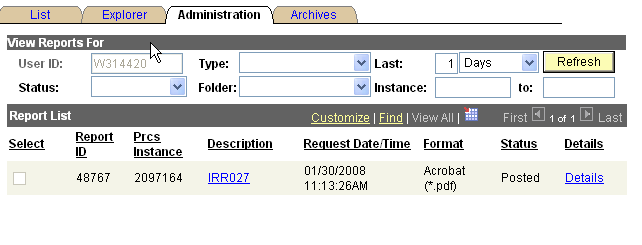 List Explorer Administration Archives
View Reports For
User ID: W314420 Type: Last: 1 Days Refresh
Status: Folder: Instance: to:
Report List Customize | Find | View All | First 1 of 1 Last
Select Report ID Prcs Instance Description Request Date/Time Format Status Details
48767 2097164 IRR027 01/30/2008 11:13:26AM Acrobat (*.pdf) Posted Details